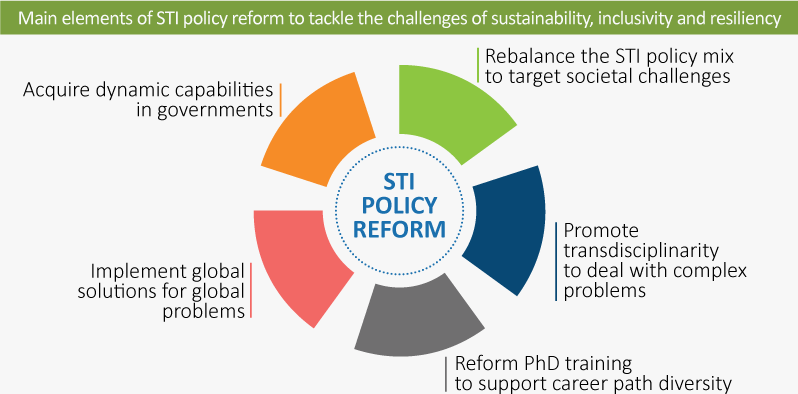 Main elements of STI policy reform to tackle the challenges of sustainability, inclusivity and resiliency
Rebalance the STI policy mix
to target societal challenges
Acquire dynamic capabilities
in governments
STI
POLICY
REFORM
Promote
transdisciplinarity
to deal with complex
problems
Implement global
solutions for global
problems
Reform PhD training
to support career path diversity